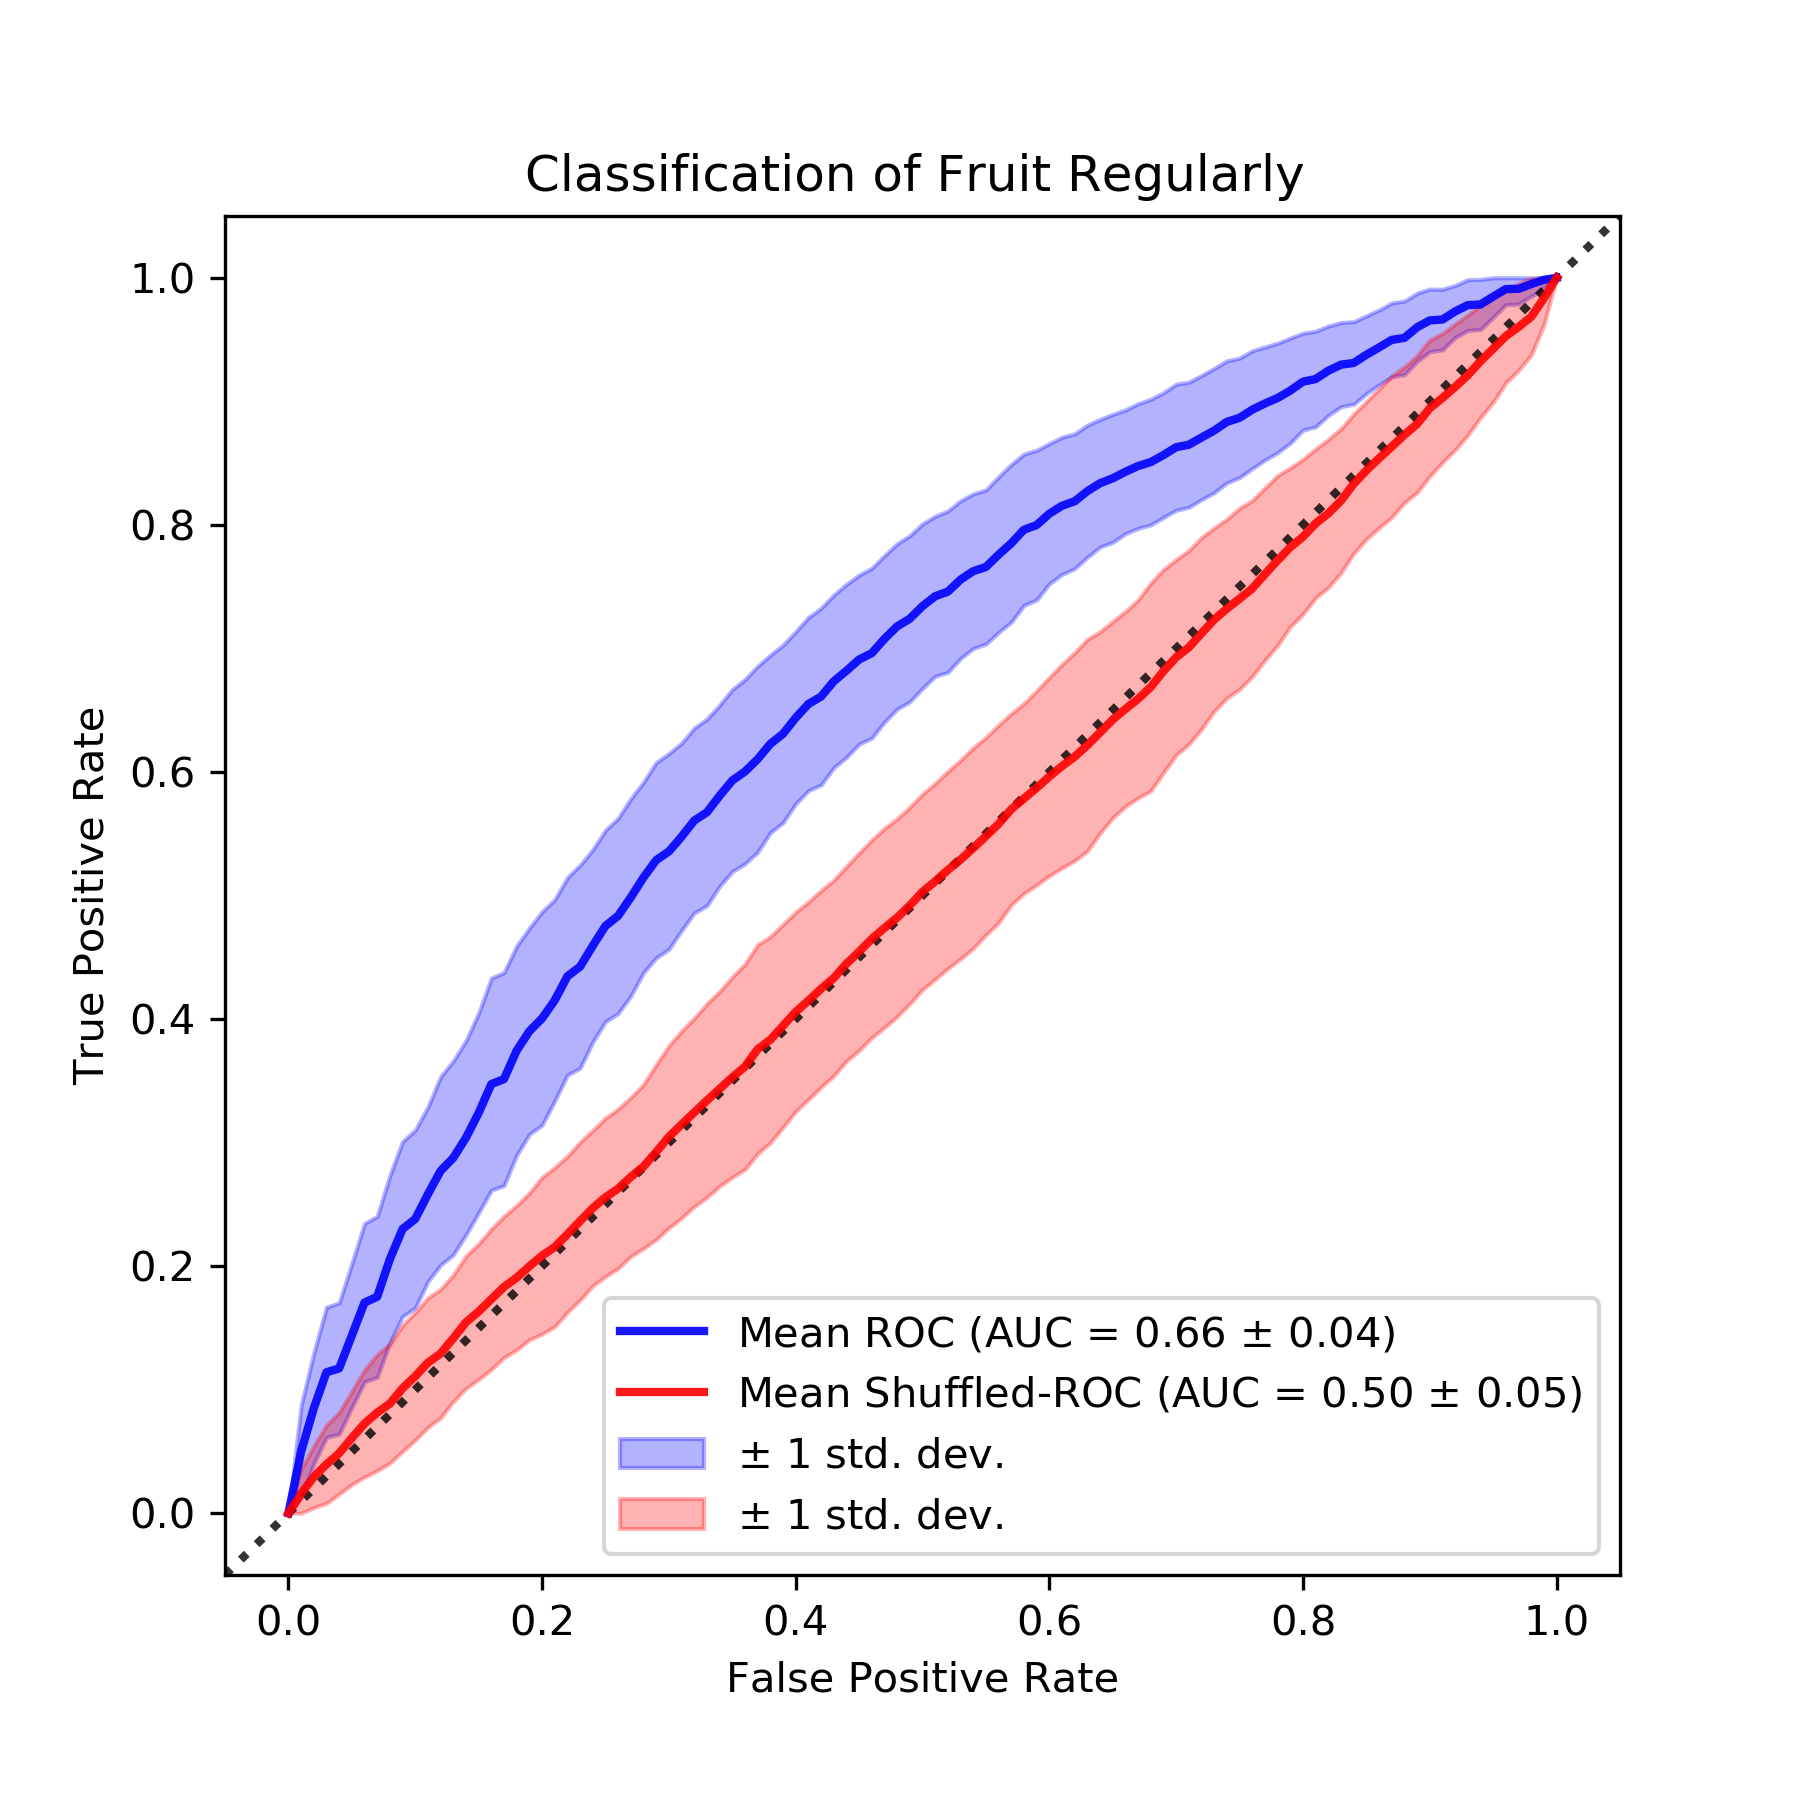 Classification of Fruit Regularly
1.0
0.8
0.6
0.4
0.2
0.0
True Positive Rate
Mean ROC (AUC = 0.66 ± 0.04)
Mean Shuffled-ROC (AUC = 0.50 ± 0.05)
± 1 std. dev.
± 1 std. dev.
0.0 0.2 0.4 0.6 0.8 1.0
False Positive Rate